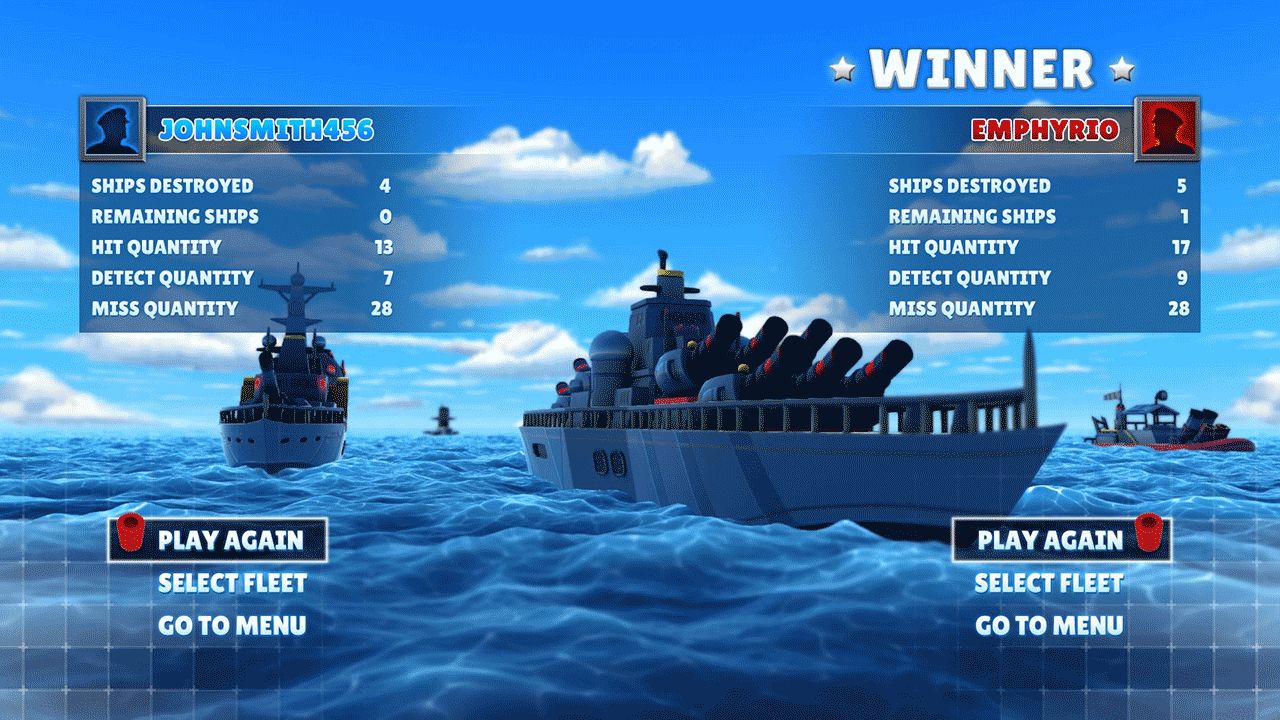 WINNER
JOHNSMITH456
SHIPS DESTROYED 4
REMAINING SHIPS 0
HIT QUANTITY 13
DETECT QUANTITY 7
MISS QUANTITY 28
EMPHYRIO
SHIPS DESTROYED 5
REMAINING SHIPS 1
HIT QUANTITY 17
DETECT QUANTITY 9
MISS QUANTITY 28
PLAY AGAIN
SELECT FLEET
GO TO MENU
PLAY AGAIN
SELECT FLEET
GO TO MENU